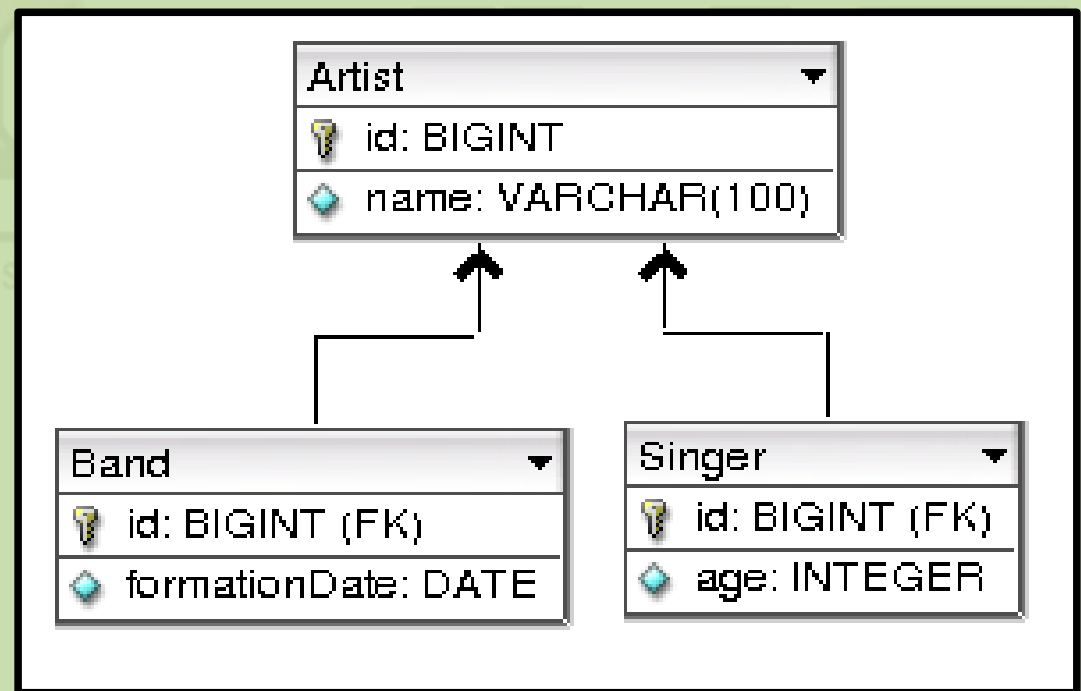 Artist
id: BIGINT
name: VARCHAR(100)
Band
id: BIGINT (FK)
formationDate: DATE
Singer
id: BIGINT (FK)
age: INTEGER